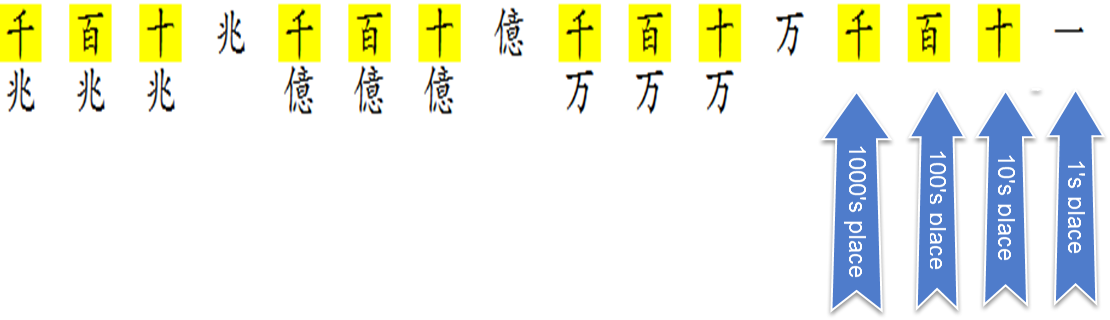 千 百 十 兆 千 百 十 億 千 百 十 万 千 百 十 一
兆 兆 兆 億 億 億 万 万 万
1000's place
100's place
10's place
1's place